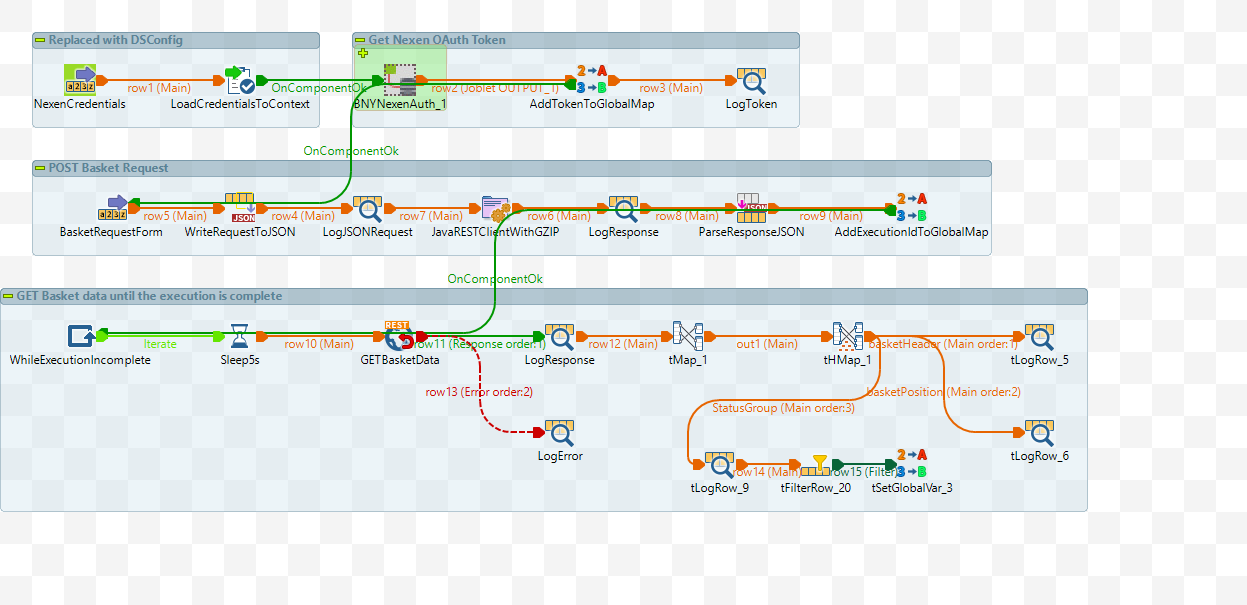 Replaced with DSConfig
Get Nexen OAuth Token
row1 (Main)
OnComponentOk
row2 (Joblet OUTPUT_1)
row3 (Main)
NexenCredentials
LoadCredentialsToContext
BNYNexenAuth_1
AddTokenToGlobalMap
LogToken
OnComponentOk
POST Basket Request
row5 (Main)
row4 (Main)
row7 (Main)
row6 (Main)
row8 (Main)
row9 (Main)
BasketRequestForm
WriteRequestToJSON
LogJSONRequest
JavaRESTClientWithGZIP
LogResponse
ParseResponseJSON
AddExecutionIdToGlobalMap
OnComponentOk
GET Basket data until the execution is complete
Iterate
row10 (Main)
row11 (Response order:1)
row12 (Main)
out1 (Main)
basketHeader (Main order:1)
WhileExecutionIncomplete
Sleep5s
GETBasketData
LogResponse
tMap_1
tHMap_1
tLogRow_5
row13 (Error order:2)
basketPosition (Main order:2)
StatusGroup (Main order:3)
LogError
tLogRow_6
row14 (Main)
row15 (Filter)
tLogRow_9
tFilterRow_20
tSetGlobalVar_3